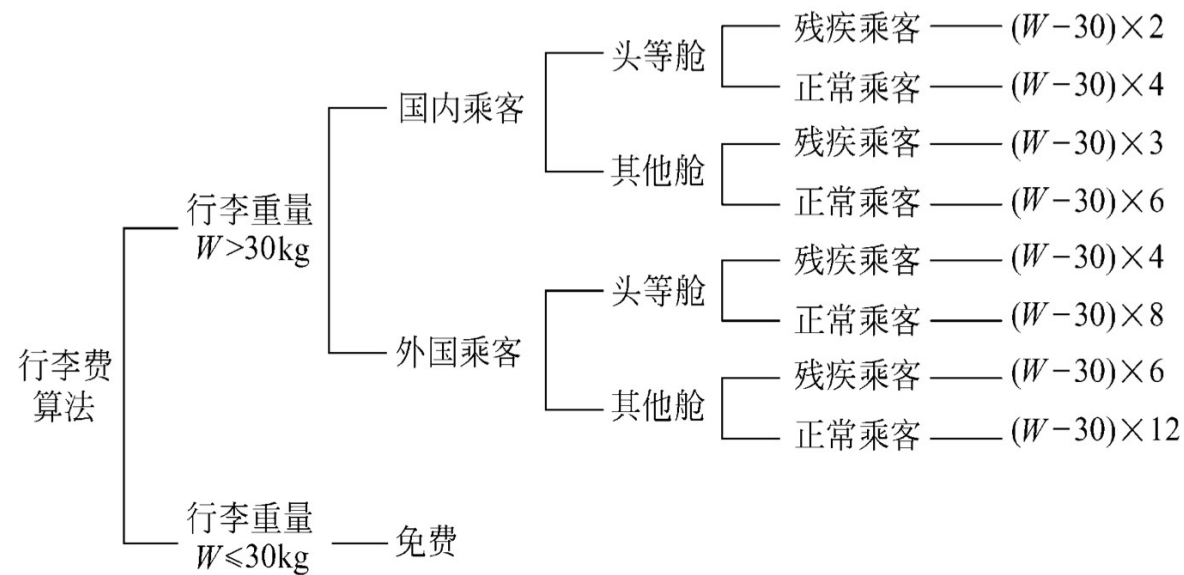 行李费
算法
行李重量
W>30kg
国内乘客
头等舱
残疾乘客 (W-30)×2
正常乘客 (W-30)×4
其他舱
残疾乘客 (W-30)×3
正常乘客 (W-30)×6
外国乘客
头等舱
残疾乘客 (W-30)×4
正常乘客 (W-30)×8
其他舱
残疾乘客 (W-30)×6
正常乘客 (W-30)×12
行李重量
W≤30kg
免费